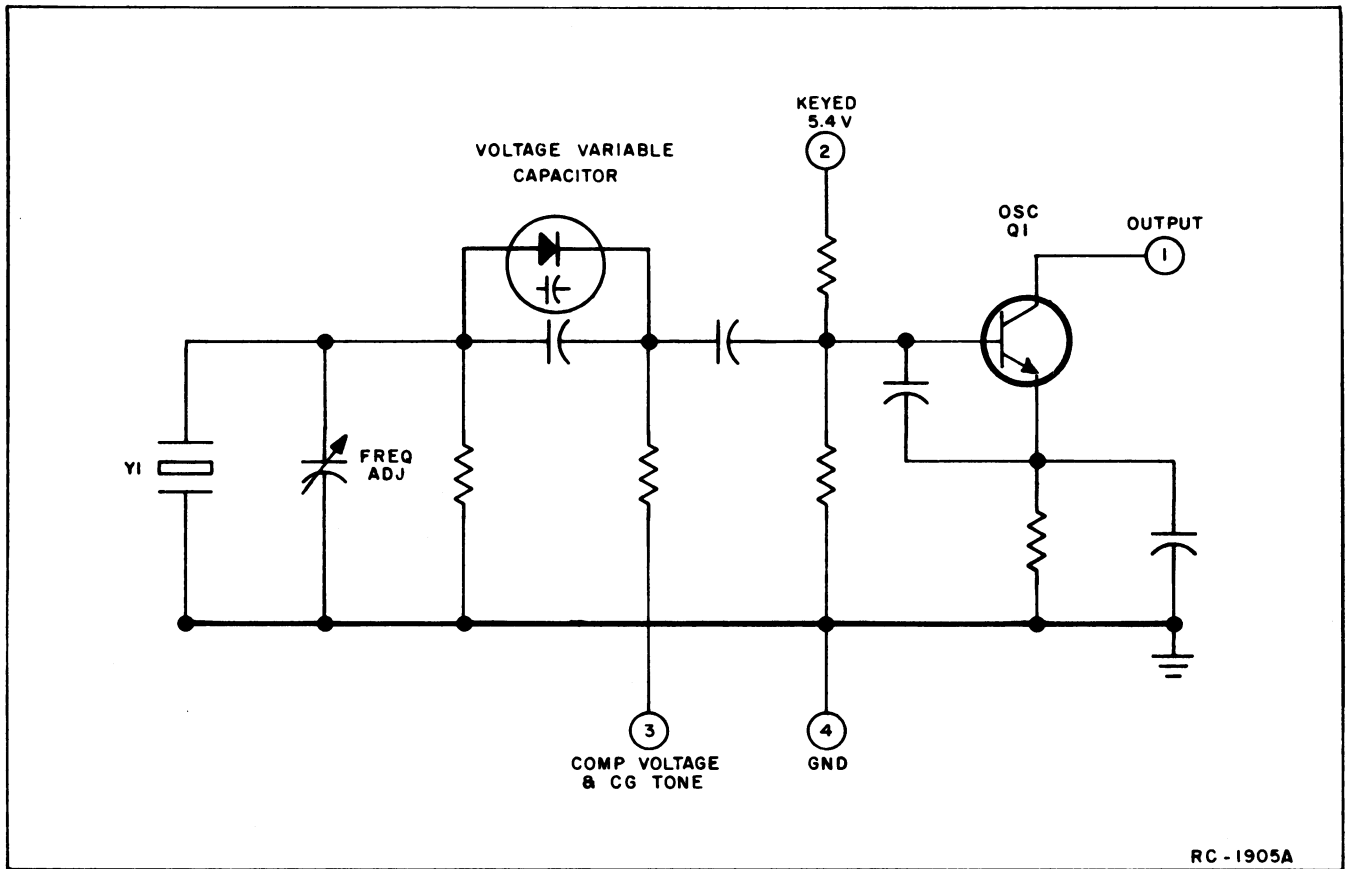 KEYED
5.4 V
2
VOLTAGE VARIABLE
CAPACITOR
OSC
Q1
OUTPUT
1
Y1
FREQ
ADJ
3
4
COMP VOLTAGE
& CG TONE
GND
RC-1905A